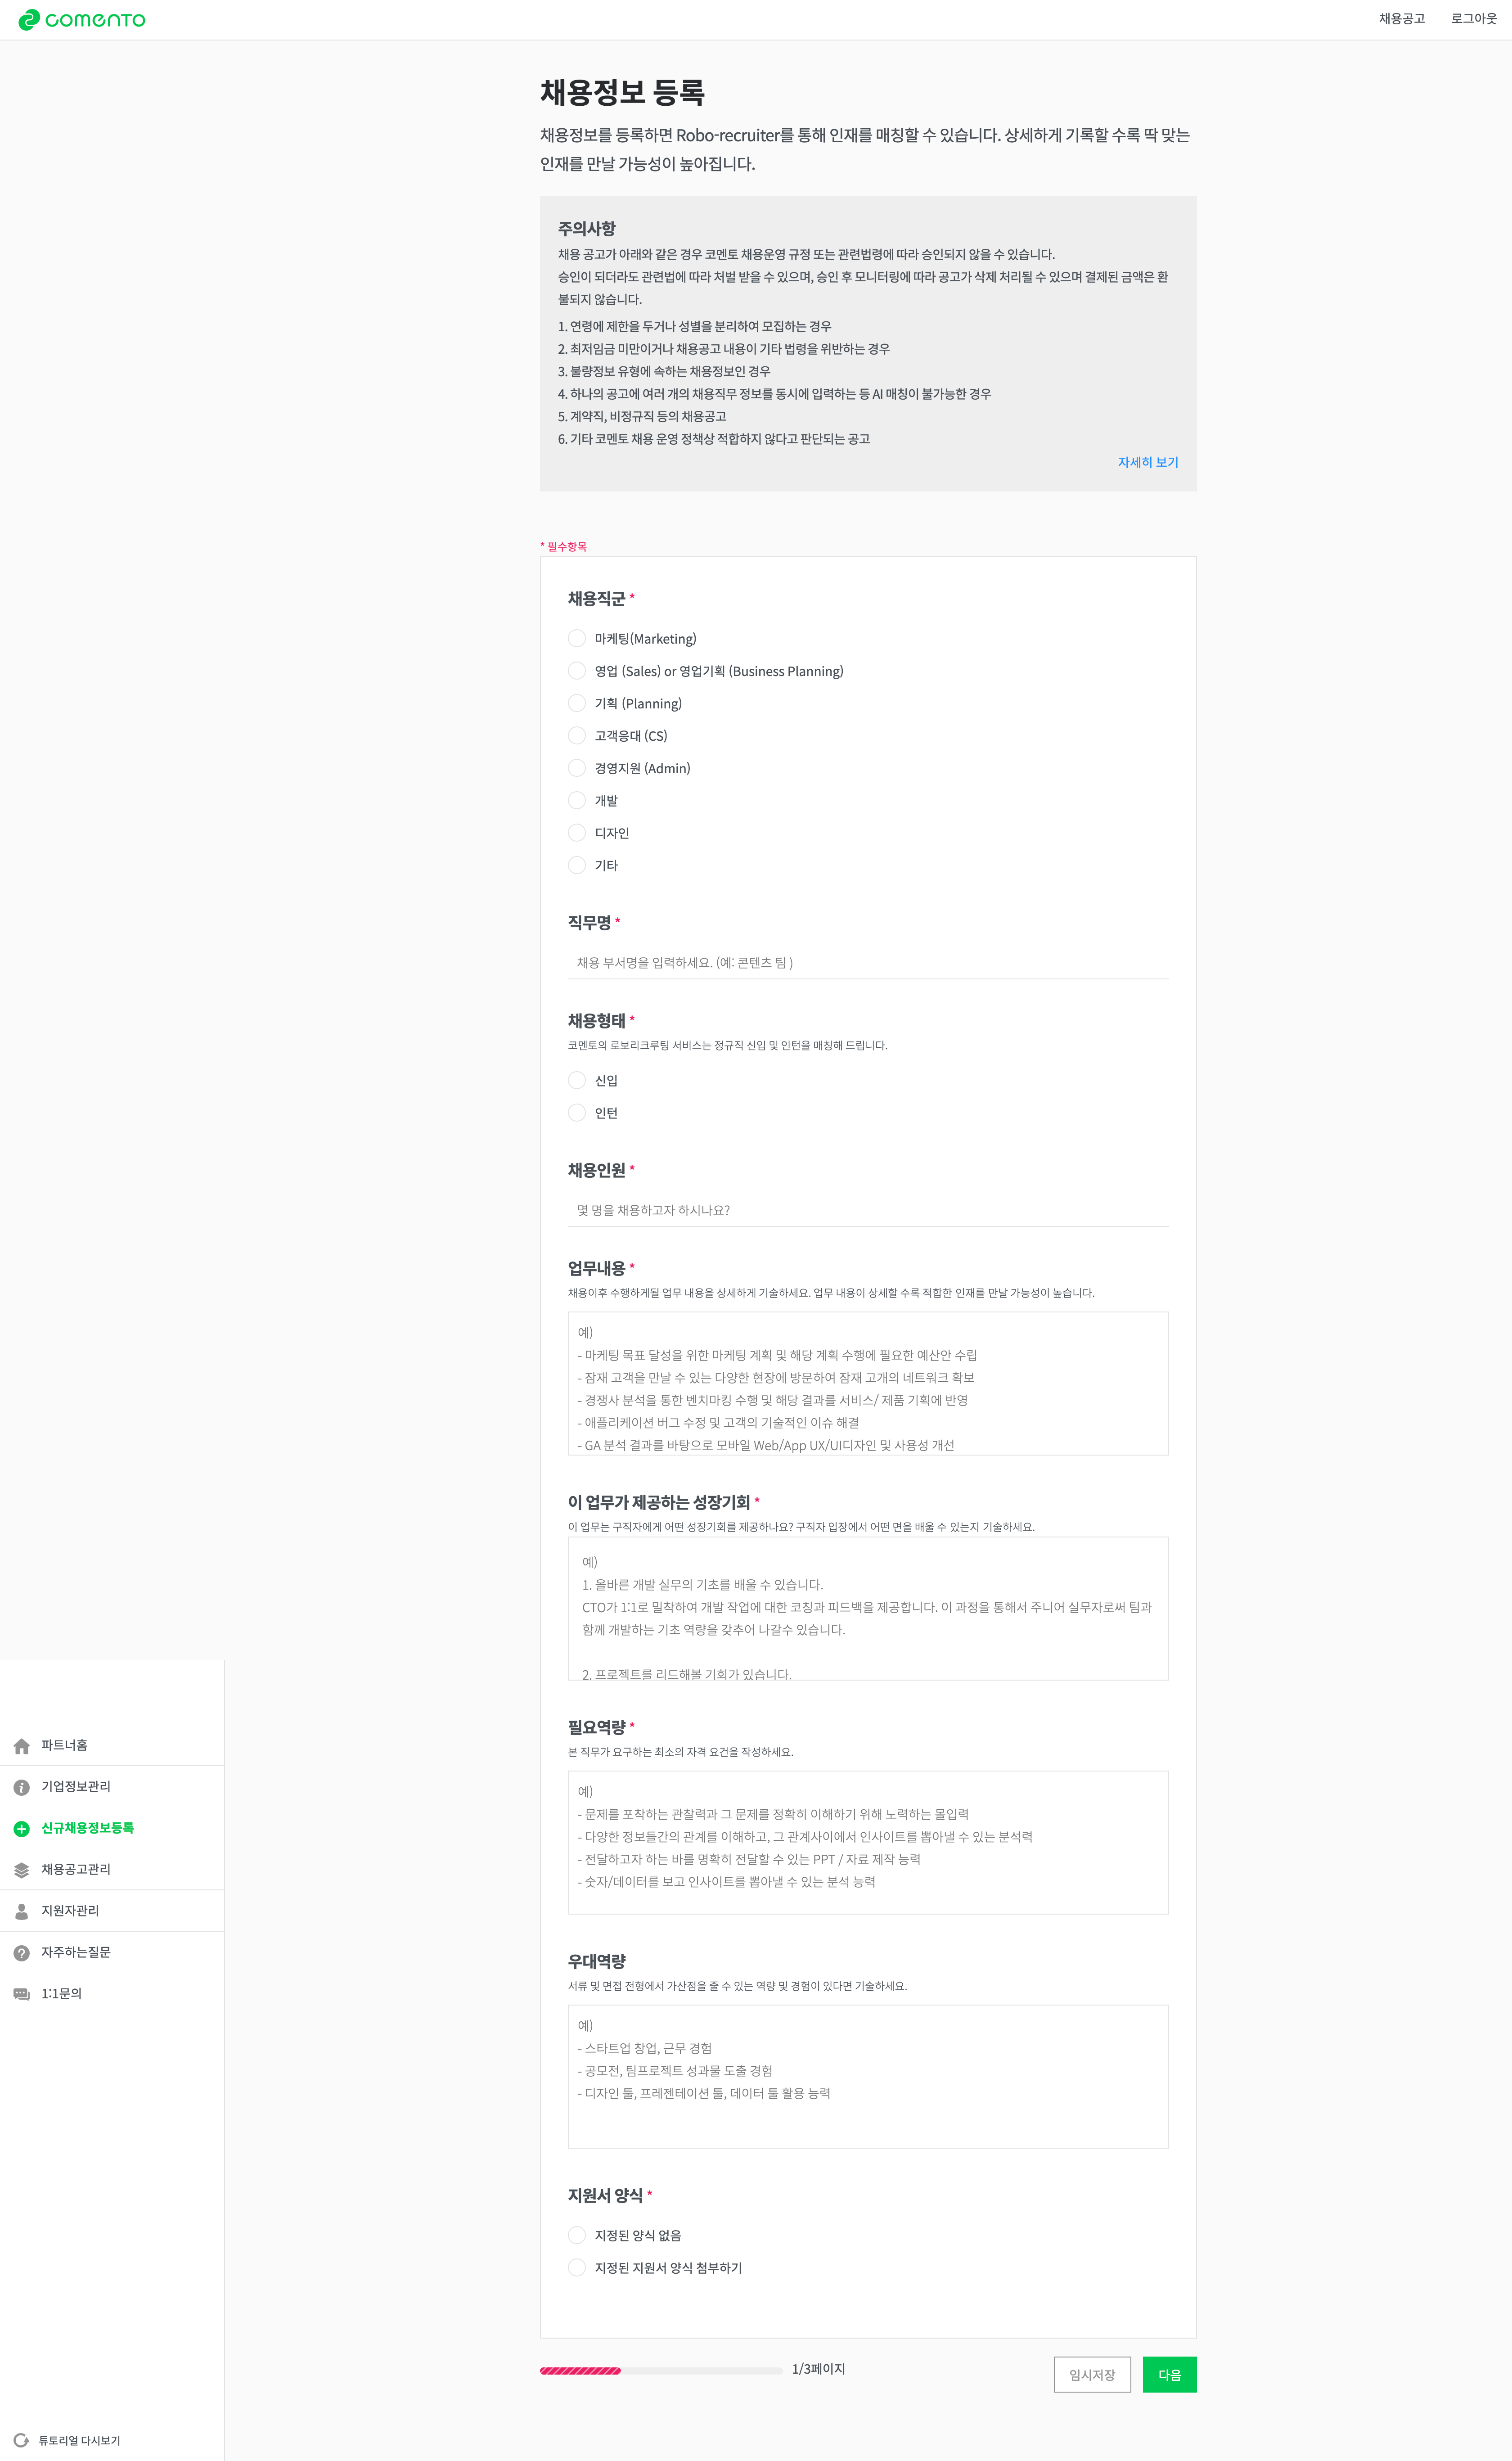 comento
채용공고
로그아웃
채용정보 등록
채용정보를 등록하면 Robo-recruiter를 통해 인재를 매칭할 수 있습니다. 상세하게 기록할 수록 딱 맞는
인재를 만날 가능성이 높아집니다.
주의사항
채용 공고가 아래와 같은 경우 코멘토 채용운영 규정 또는 관련법령에 따라 승인되지 않을 수 있습니다.
승인이 되더라도 관련법에 따라 처벌 받을 수 있으며, 승인 후 모니터링에 따라 공고가 삭제 처리될 수 있으며 결제된 금액은 환
불되지 않습니다.
1. 연령에 제한을 두거나 성별을 분리하여 모집하는 경우
2. 최저임금 미만이거나 채용공고 내용이 기타 법령을 위반하는 경우
3. 불량정보 유형에 속하는 채용정보인 경우
4. 하나의 공고에 여러 개의 채용직무 정보를 동시에 입력하는 등 AI 매칭이 불가능한 경우
5. 계약직, 비정규직 등의 채용공고
6. 기타 코멘토 채용 운영 정책상 적합하지 않다고 판단되는 공고
자세히 보기
* 필수항목
채용직군 *
마케팅(Marketing)
영업 (Sales) or 영업기획 (Business Planning)
기획 (Planning)
고객응대 (CS)
경영지원 (Admin)
개발
디자인
기타
직무명 *
채용 부서명을 입력하세요. (예: 콘텐츠 팀 )
채용형태 *
코멘토의 로보리크루팅 서비스는 정규직 신입 및 인턴을 매칭해 드립니다.
신입
인턴
채용인원 *
몇 명을 채용하고자 하시나요?
업무내용 *
채용이후 수행하게될 업무 내용을 상세하게 기술하세요. 업무 내용이 상세할 수록 적합한 인재를 만날 가능성이 높습니다.
예)
- 마케팅 목표 달성을 위한 마케팅 계획 및 해당 계획 수행에 필요한 예산안 수립
- 잠재 고객을 만날 수 있는 다양한 현장에 방문하여 잠재 고개의 네트워크 확보
- 경쟁사 분석을 통한 벤치마킹 수행 및 해당 결과를 서비스/ 제품 기획에 반영
- 애플리케이션 버그 수정 및 고객의 기술적인 이슈 해결
- GA 분석 결과를 바탕으로 모바일 Web/App UX/UI디자인 및 사용성 개선
이 업무가 제공하는 성장기회 *
이 업무는 구직자에게 어떤 성장기회를 제공하나요? 구직자 입장에서 어떤 면을 배울 수 있는지 기술하세요.
예)
1. 올바른 개발 실무의 기초를 배울 수 있습니다.
CTO가 1:1로 밀착하여 개발 작업에 대한 코칭과 피드백을 제공합니다. 이 과정을 통해서 주니어 실무자로써 팀과
함께 개발하는 기초 역량을 갖추어 나갈수 있습니다.
2. 프로젝트를 리드해볼 기회가 있습니다.
필요역량 *
본 직무가 요구하는 최소의 자격 요건을 작성하세요.
예)
- 문제를 포착하는 관찰력과 그 문제를 정확히 이해하기 위해 노력하는 몰입력
- 다양한 정보들간의 관계를 이해하고, 그 관계사이에서 인사이트를 뽑아낼 수 있는 분석력
- 전달하고자 하는 바를 명확히 전달할 수 있는 PPT / 자료 제작 능력
- 숫자/데이터를 보고 인사이트를 뽑아낼 수 있는 분석 능력
우대역량
서류 및 면접 전형에서 가산점을 줄 수 있는 역량 및 경험이 있다면 기술하세요.
예)
- 스타트업 창업, 근무 경험
- 공모전, 팀프로젝트 성과물 도출 경험
- 디자인 툴, 프레젠테이션 툴, 데이터 툴 활용 능력
지원서 양식 *
지정된 양식 없음
지정된 지원서 양식 첨부하기
1/3페이지
임시저장
다음
파트너홈
기업정보관리
신규채용정보등록
채용공고관리
지원자관리
자주하는질문
1:1문의
튜토리얼 다시보기